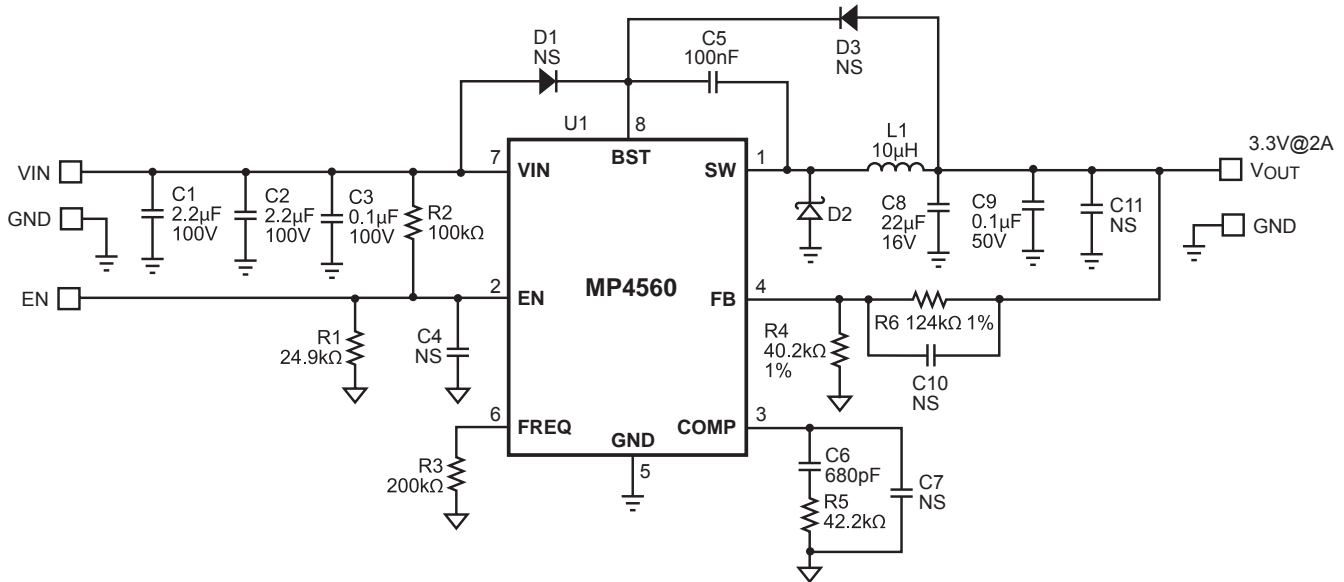 D1
NS
C5
100nF
D3
NS
U1
8
BST
L1
10µH
3.3V@2A
VIN
7
VIN
SW
1
VOUT
C1
2.2µF
100V
C2
2.2µF
100V
C3
0.1µF
100V
R2
100kΩ
D2
C8
22µF
16V
C9
0.1µF
50V
C11
NS
GND
GND
EN
2
EN
MP4560
FB
4
R1
24.9kΩ
C4
NS
R4
40.2kΩ
1%
R6 124kΩ 1%
C10
NS
6
FREQ
GND
COMP
3
5
R3
200kΩ
C6
680pF
C7
NS
R5
42.2kΩ